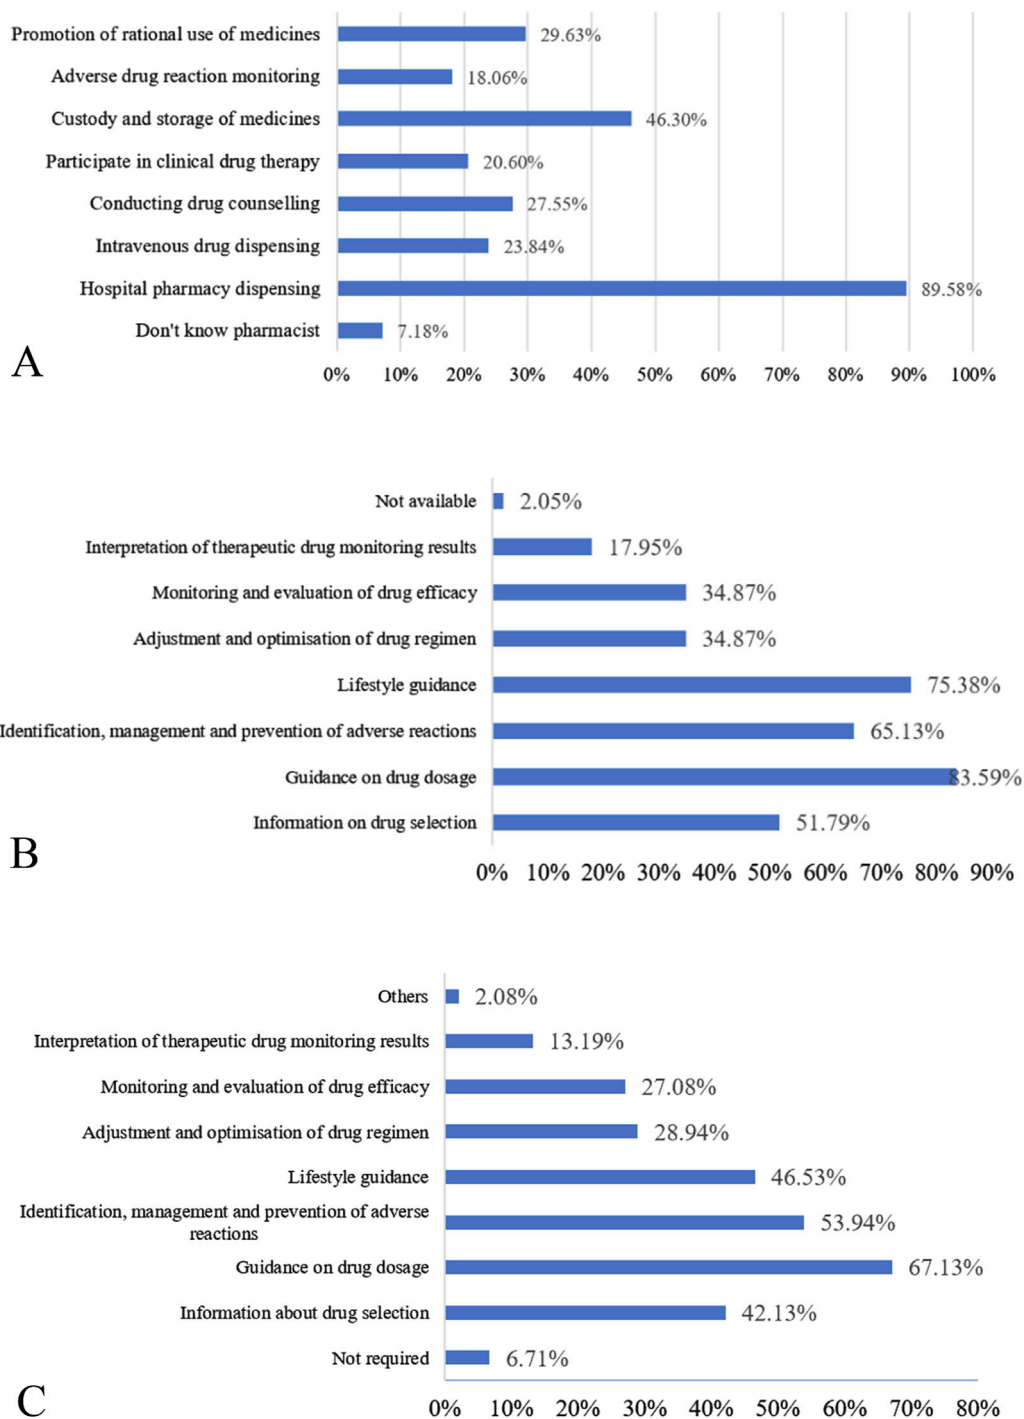 Promotion of rational use of medicines 29.63%
Adverse drug reaction monitoring 18.06%
Custody and storage of medicines 46.30%
Participate in clinical drug therapy 20.60%
Conducting drug counselling 27.55%
Intravenous drug dispensing 23.84%
Hospital pharmacy dispensing 89.58%
Don't know pharmacist 7.18%
A
0% 10% 20% 30% 40% 50% 60% 70% 80% 90% 100%
Not available 2.05%
Interpretation of therapeutic drug monitoring results 17.95%
Monitoring and evaluation of drug efficacy 34.87%
Adjustment and optimisation of drug regimen 34.87%
Lifestyle guidance 75.38%
Identification, management and prevention of adverse reactions 65.13%
Guidance on drug dosage 83.59%
Information on drug selection 51.79%
B
0% 10% 20% 30% 40% 50% 60% 70% 80% 90%
Others 2.08%
Interpretation of therapeutic drug monitoring results 13.19%
Monitoring and evaluation of drug efficacy 27.08%
Adjustment and optimisation of drug regimen 28.94%
Lifestyle guidance 46.53%
Identification, management and prevention of adverse
reactions 53.94%
Guidance on drug dosage 67.13%
Information about drug selection 42.13%
Not required 6.71%
C
0% 10% 20% 30% 40% 50% 60% 70% 80%